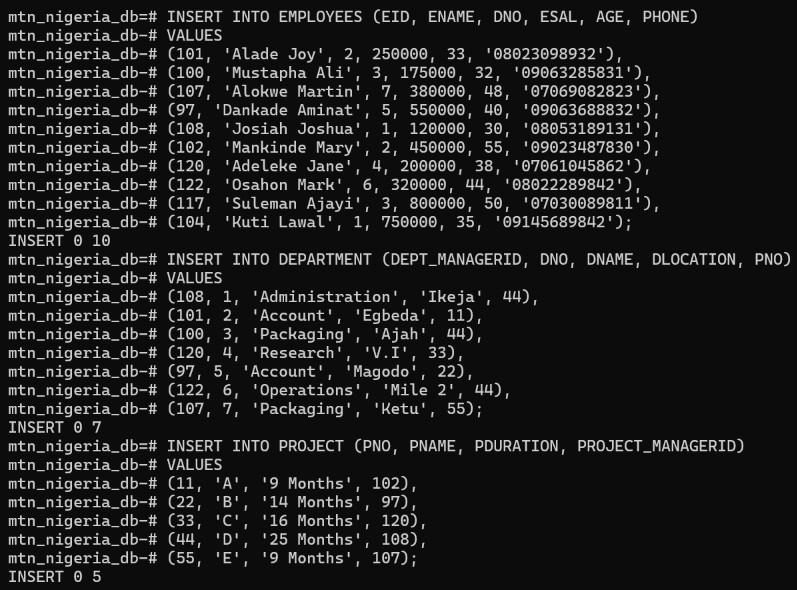 mtn_nigeria_db=# INSERT INTO EMPLOYEES (EID, ENAME, DNO, ESAL, AGE, PHONE)
mtn_nigeria_db-# VALUES
mtn_nigeria_db-# (101, 'Alade Joy', 2, 250000, 33, '08023098932'),
mtn_nigeria_db-# (100, 'Mustapha Ali', 3, 175000, 32, '09063285831'),
mtn_nigeria_db-# (107, 'Alokwe Martin', 7, 380000, 48, '07069082823'),
mtn_nigeria_db-# (97, 'Dankade Aminat', 5, 550000, 40, '09063688832'),
mtn_nigeria_db-# (108, 'Josiah Joshua', 1, 120000, 30, '08053189131'),
mtn_nigeria_db-# (102, 'Mankinde Mary', 2, 450000, 55, '09023487830'),
mtn_nigeria_db-# (120, 'Adeleke Jane', 4, 200000, 38, '07061045862'),
mtn_nigeria_db-# (122, 'Osahon Mark', 6, 320000, 44, '08022289842'),
mtn_nigeria_db-# (117, 'Suleman Ajayi', 3, 800000, 50, '07030089811'),
mtn_nigeria_db-# (104, 'Kuti Lawal', 1, 750000, 35, '09145689842');
INSERT 0 10
mtn_nigeria_db=# INSERT INTO DEPARTMENT (DEPT_MANAGERID, DNO, DNAME, DLOCATION, PNO)
mtn_nigeria_db-# VALUES
mtn_nigeria_db-# (108, 1, 'Administration', 'Ikeja', 44),
mtn_nigeria_db-# (101, 2, 'Account', 'Egbeda', 11),
mtn_nigeria_db-# (100, 3, 'Packaging', 'Ajah', 44),
mtn_nigeria_db-# (120, 4, 'Research', 'V.I', 33),
mtn_nigeria_db-# (97, 5, 'Account', 'Magodo', 22),
mtn_nigeria_db-# (122, 6, 'Operations', 'Mile 2', 44),
mtn_nigeria_db-# (107, 7, 'Packaging', 'Ketu', 55);
INSERT 0 7
mtn_nigeria_db=# INSERT INTO PROJECT (PNO, PNAME, PDURATION, PROJECT_MANAGERID)
mtn_nigeria_db-# VALUES
mtn_nigeria_db-# (11, 'A', '9 Months', 102),
mtn_nigeria_db-# (22, 'B', '14 Months', 97),
mtn_nigeria_db-# (33, 'C', '16 Months', 120),
mtn_nigeria_db-# (44, 'D', '25 Months', 108),
mtn_nigeria_db-# (55, 'E', '9 Months', 107);
INSERT 0 5